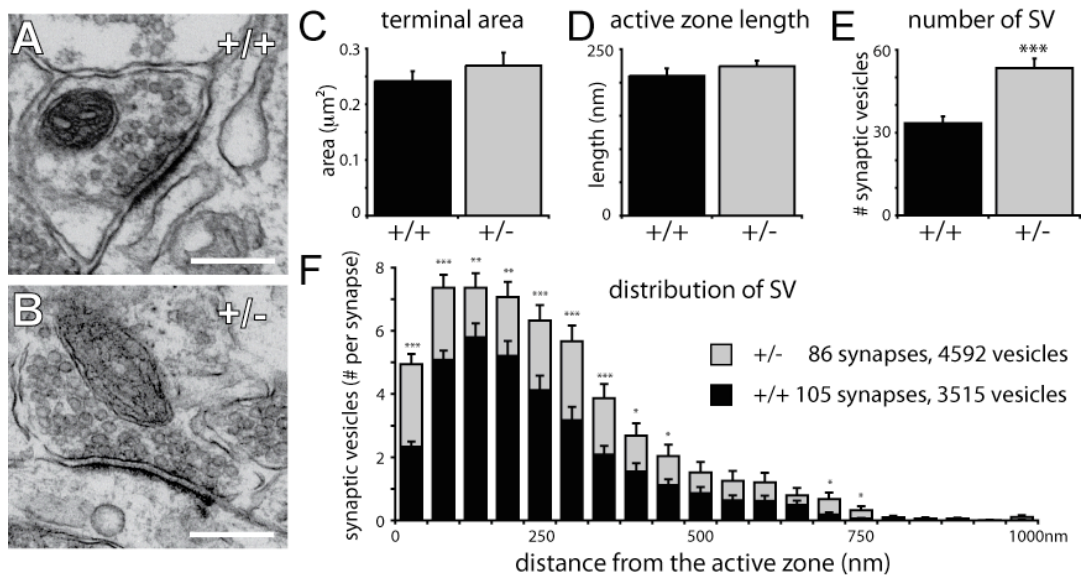 A
+/+
B
+/-
C
terminal area
0.3
0.2
0.1
0
area (μm²)
+/+
+/-
D
active zone length
250
0
length (nm)
+/+
+/-
E
number of SV
60
30
0
# synaptic vesicles
***
+/+
+/-
F
distribution of SV
8
6
4
2
0
synaptic vesicles (# per synapse)
*** *** ** ** *** *** *** * * * *
+/- 86 synapses, 4592 vesicles
+/+ 105 synapses, 3515 vesicles
0 250 500 750 1000nm
distance from the active zone (nm)